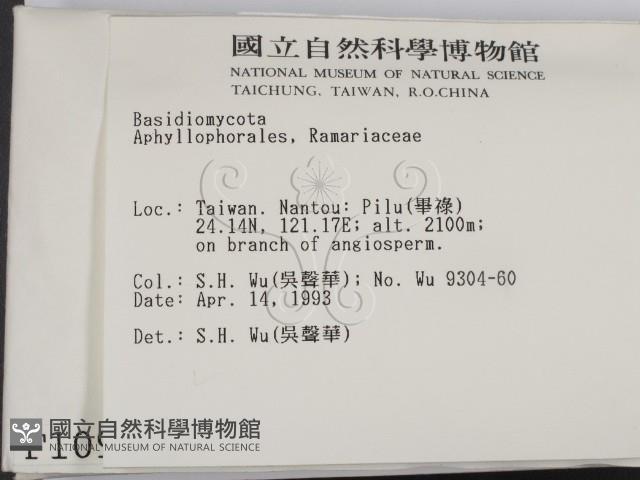 國立自然科學博物館
NATIONAL MUSEUM OF NATURAL SCIENCE
TAICHUNG, TAIWAN, R.O.CHINA
Basidiomycota
Aphyllophorales, Ramariaceae
Loc.: Taiwan. Nantou: Pilu(畢祿)
24.14N, 121.17E; alt. 2100m;
on branch of angiosperm.
Col.: S.H. Wu(吳聲華); No. Wu 9304-60
Date: Apr. 14, 1993
Det.: S.H. Wu(吳聲華)
國立自然科學博物館
NATIONAL MUSEUM OF NATURAL SCIENCE